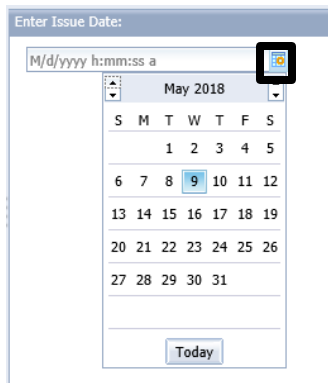 Enter Issue Date:
M/d/yyyy h:mm:ss a
May 2018
S M T W T F S
1 2 3 4 5
6 7 8 9 10 11 12
13 14 15 16 17 18 19
20 21 22 23 24 25 26
27 28 29 30 31
Today